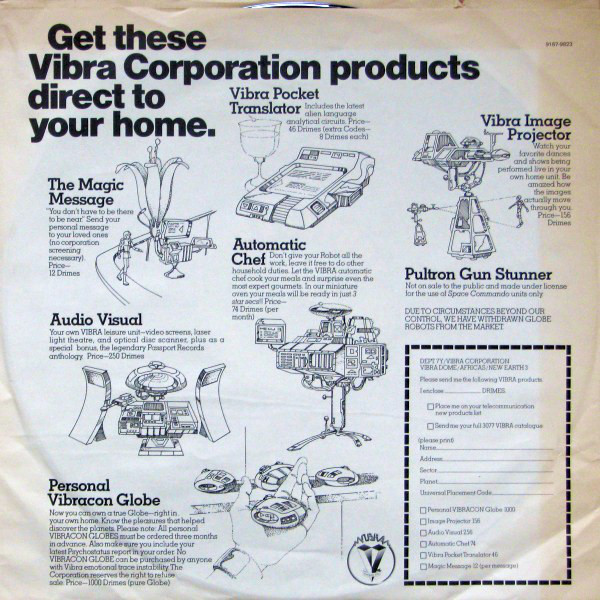 Get these
Vibra Corporation products
direct to
your home.
9167-9823
Vibra Pocket
Translator Includes the latest
alien language
analytical circuits. Price—
46 Drimes (extra Codes—
8 Drimes each)
Vibra Image
Projector
Watch your
favorite dances
and shows being
performed live in your
own home unit. Be
amazed how
the images
actually move
through you
Price—156
Drimes
The Magic
Message
"You don't have to be there
to be near." Send your
personal message
to your loved ones
(no corporation
screening
necessary).
Price—
12 Drimes
Automatic
Chef Don't give your Robot all the
work, leave it free to do other
household duties. Let the VIBRA automatic
chef cook your meals and surprise even the
most expert gourmets. In our miniature
oven your meals will be ready in just 3
star secs!! Price—
74 Drimes (per
month)
Pultron Gun Stunner
Not on sale to the public and made under license
for the use of Space Commando units only.
DUE TO CIRCUMSTANCES BEYOND OUR
CONTROL, WE HAVE WITHDRAWN GLOBE
ROBOTS FROM THE MARKET
Audio Visual
Your own VIBRA leisure unit—video screens, laser
light theatre, and optical disc scanner, plus as a
special bonus, the legendary Passport Records
anthology. Price—250 Drimes
DEPT 7Y/VIBRA CORPORATION
VIBRA DOME/AFRICAS/NEW EARTH 3
Please send me the following VIBRA products.
I enclose DRIMES.
Place me on your telecommunication
new products list
Send me your full 3077 VIBRA catalogue
(please print)
Name
Address
Sector
Planet
Universal Placement Code
Personal VIBRACON Globe 1000
Image Projector 156
Audio Visual 256
Automatic Chef 74
Vibra Pocket Translator 46
Magic Message 12 (per message)
Personal
Vibracon Globe
Now you can own a true Globe—right in
your own home. Know the pleasures that helped
discover the planets. Please note: All personal
VIBRACON GLOBES must be ordered three months
in advance. Also make sure you include your
latest Psychostatus report in your order. No
VIBRACON GLOBE can be purchased by anyone
with Vibra emotional trace instability. The
Corporation reserves the right to refuse
sale. Price—1000 Drimes (pure Globe)
VIBRA
V